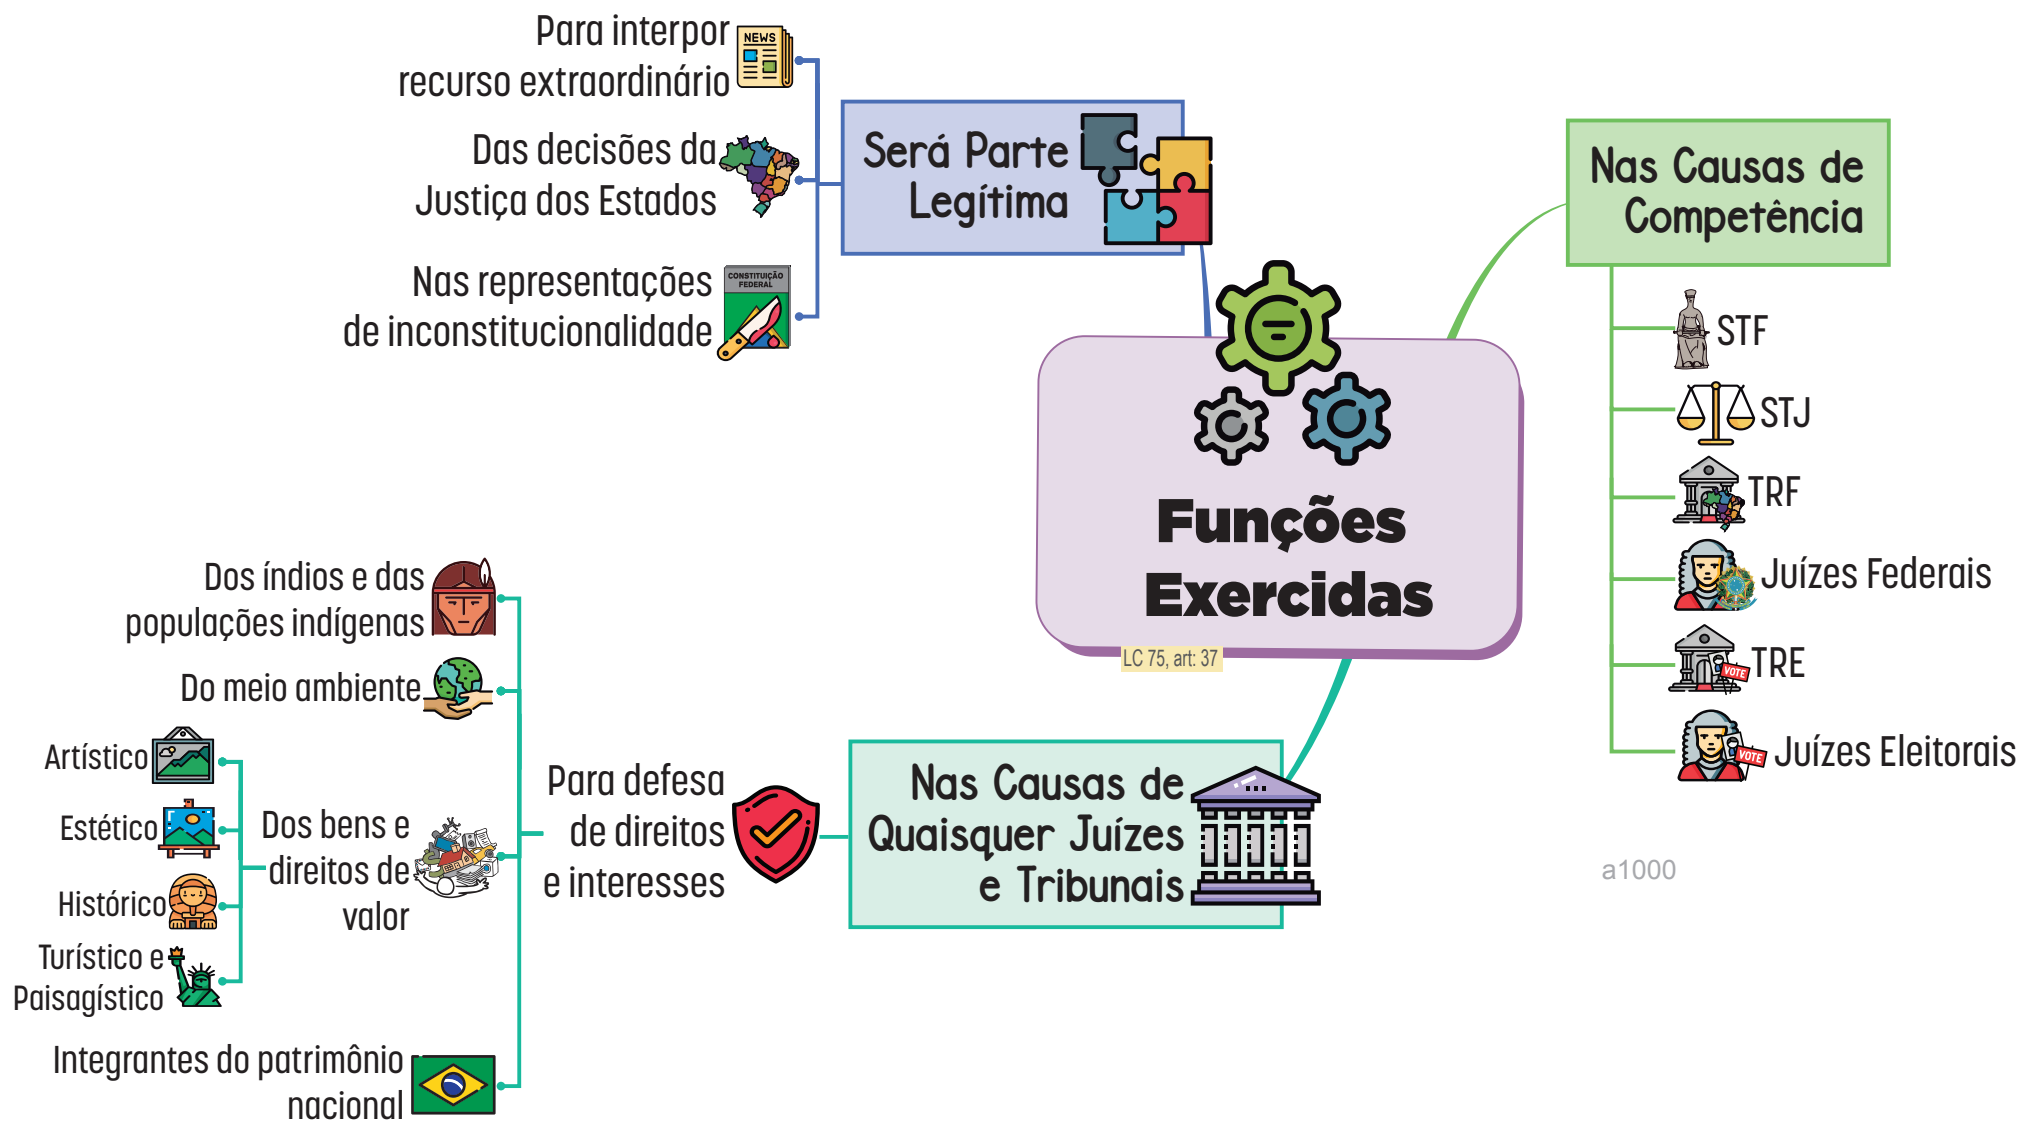 Para interpor
recurso extraordinário
NEWS
Das decisões da
Justiça dos Estados
Nas representações
de inconstitucionalidade
CONSTITUIÇÃO
FEDERAL
Será Parte
Legítima
Nas Causas de
Competência
STF
STJ
TRF
Juízes Federais
TRE
VOTE
Juízes Eleitorais
VOTE
Funções
Exercidas
LC 75, art: 37
Nas Causas de
Quaisquer Juízes
e Tribunais
Para defesa
de direitos
e interesses
Dos índios e das
populações indígenas
Do meio ambiente
Dos bens e
direitos de
valor
Artístico
Estético
Histórico
Turístico e
Paisagístico
Integrantes do patrimônio
nacional
a1000